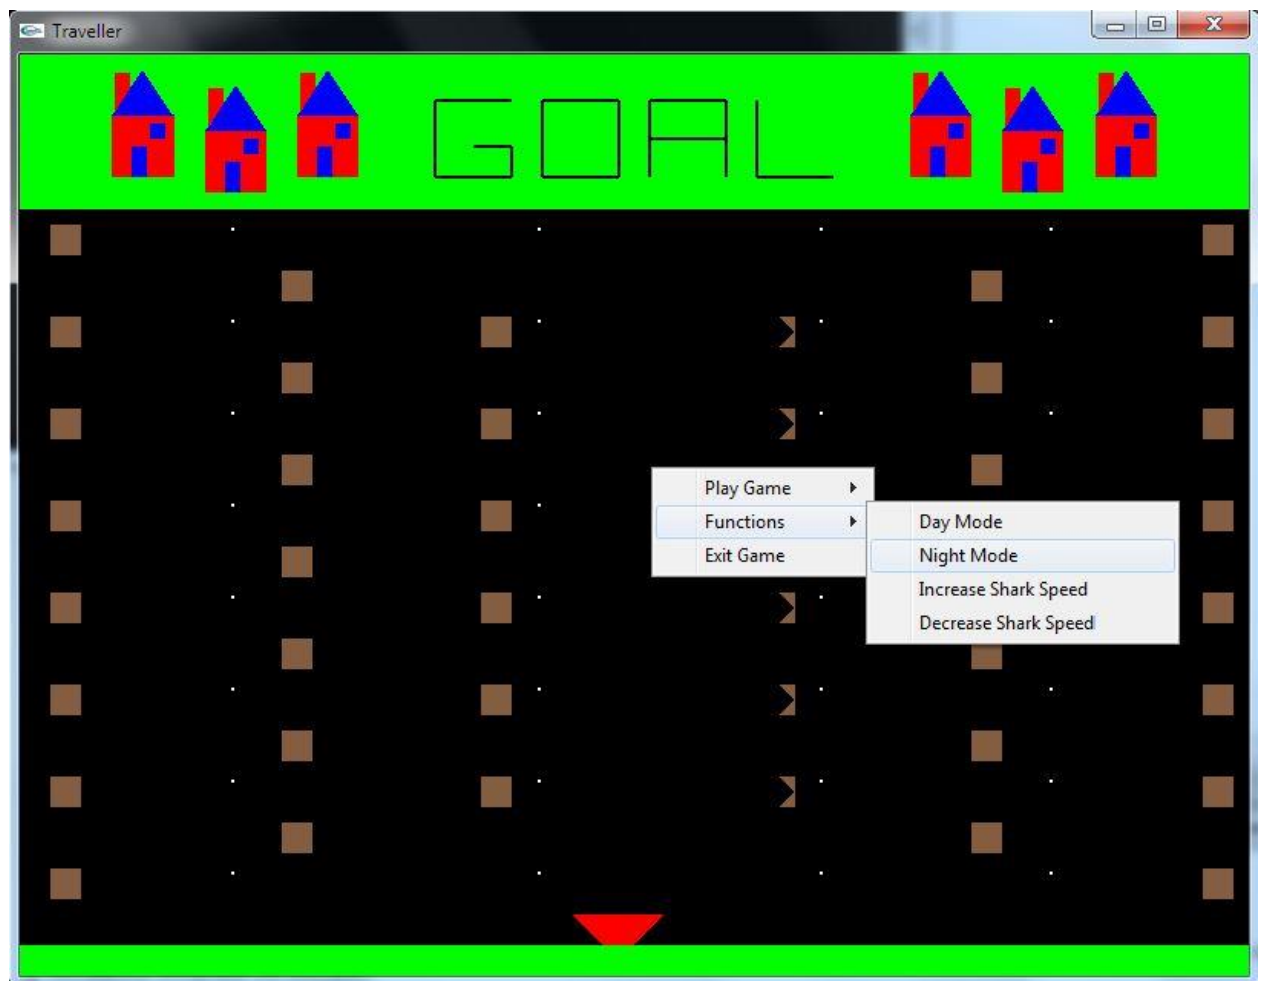 Traveller
GOAL
Play Game
Functions
Exit Game
Day Mode
Night Mode
Increase Shark Speed
Decrease Shark Speed